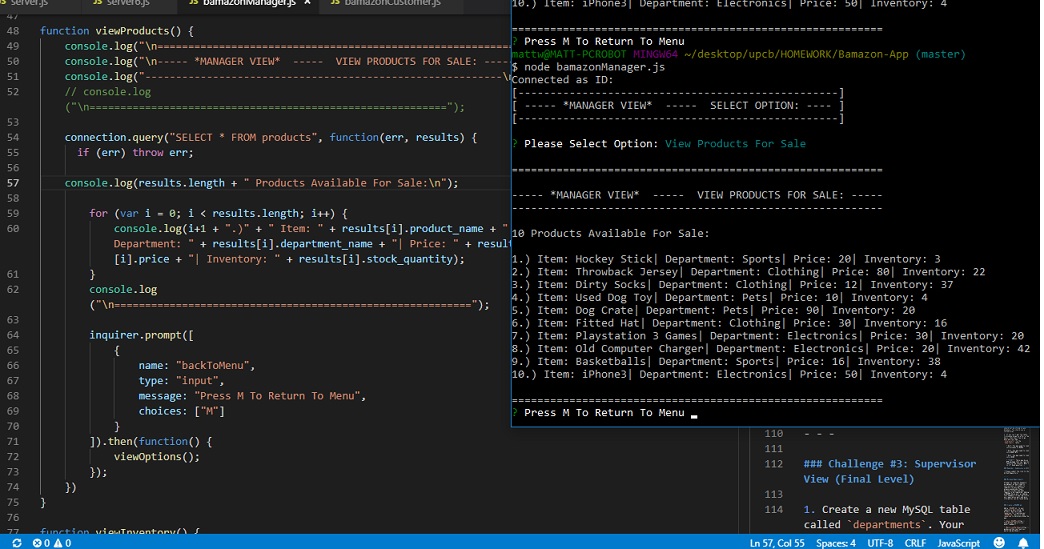 server.js server6.js bamazonManager.js × bamazonCustomer.js
47
48 function viewProducts() {
49 console.log("\n=======================================================
50 console.log("\n----- *MANAGER VIEW* ----- VIEW PRODUCTS FOR SALE: ----
51 console.log("---------------------------------------------------------\n
52 // console.log
("\n=========================================================");
53
54 connection.query("SELECT * FROM products", function(err, results) {
55 if (err) throw err;
56
57 console.log(results.length + " Products Available For Sale:\n");
58
59 for (var i = 0; i < results.length; i++) {
60 console.log(i+1 + ".)" + " Item: " + results[i].product_name + "
Department: " + results[i].department_name + "| Price: " + result
[i].price + "| Inventory: " + results[i].stock_quantity);
61 }
62 console.log
("\n=========================================================");
63
64 inquirer.prompt([
65 {
66 name: "backToMenu",
67 type: "input",
68 message: "Press M To Return To Menu",
69 choices: ["M"]
70 }
71 ]).then(function() {
72 viewOptions();
73 });
74 })
75 }
76
77 function viewInventory() {
10.) Item: iPhone3| Department: Electronics| Price: 50| Inventory: 4
==========================================================
? Press M To Return To Menu
mattw@MATT-PCROBOT MINGW64 ~/desktop/upcb/HOMEWORK/Bamazon-App (master)
$ node bamazonManager.js
Connected as ID:
[--------------------------------------------------]
[ ----- *MANAGER VIEW* ----- SELECT OPTION: ---- ]
[--------------------------------------------------]
? Please Select Option: View Products For Sale
==========================================================
----- *MANAGER VIEW* ----- VIEW PRODUCTS FOR SALE: -----
----------------------------------------------------------
10 Products Available For Sale:
1.) Item: Hockey Stick| Department: Sports| Price: 20| Inventory: 3
2.) Item: Throwback Jersey| Department: Clothing| Price: 80| Inventory: 22
3.) Item: Dirty Socks| Department: Clothing| Price: 12| Inventory: 37
4.) Item: Used Dog Toy| Department: Pets| Price: 10| Inventory: 4
5.) Item: Dog Crate| Department: Pets| Price: 90| Inventory: 20
6.) Item: Fitted Hat| Department: Clothing| Price: 30| Inventory: 16
7.) Item: Playstation 3 Games| Department: Electronics| Price: 30| Inventory: 20
8.) Item: Old Computer Charger| Department: Electronics| Price: 20| Inventory: 42
9.) Item: Basketballs| Department: Sports| Price: 16| Inventory: 38
10.) Item: iPhone3| Department: Electronics| Price: 50| Inventory: 4
==========================================================
? Press M To Return To Menu
110 - - -
111
112 ### Challenge #3: Supervisor
View (Final Level)
113
114 1. Create a new MySQL table
called `departments`. Your
0 0 Ln 57, Col 55 Spaces: 4 UTF-8 CRLF JavaScript